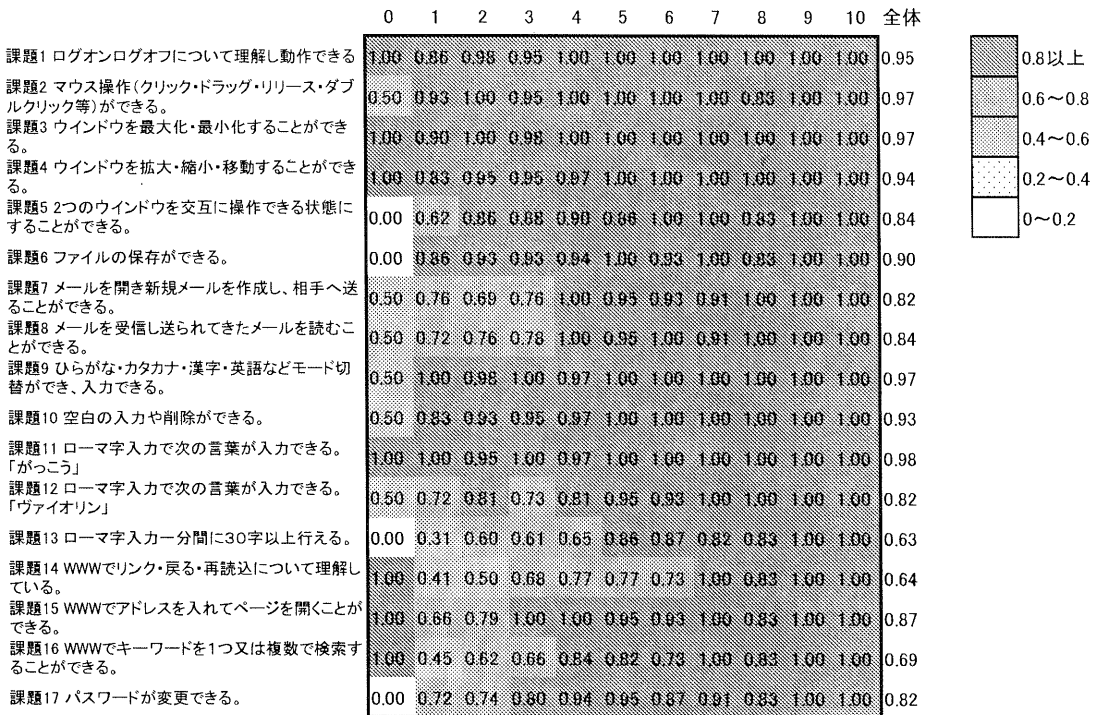 0 1 2 3 4 5 6 7 8 9 10 全体
課題1 ログオンログオフについて理解し動作できる 1.00 0.86 0.98 0.95 1.00 1.00 1.00 1.00 1.00 1.00 1.00 0.95
課題2 マウス操作(クリック・ドラッグ・リリース・ダブ
ルクリック等)ができる。 0.50 0.93 1.00 0.95 1.00 1.00 1.00 1.00 0.83 1.00 1.00 0.97
課題3 ウインドウを最大化・最小化することができ
る。 1.00 0.90 1.00 0.98 1.00 1.00 1.00 1.00 1.00 1.00 1.00 0.97
課題4 ウインドウを拡大・縮小・移動することができ
る。 1.00 0.83 0.95 0.95 0.97 1.00 1.00 1.00 1.00 1.00 1.00 0.94
課題5 2つのウインドウを交互に操作できる状態に
することができる。 0.00 0.62 0.86 0.88 0.90 0.86 1.00 1.00 0.83 1.00 1.00 0.84
課題6 ファイルの保存ができる。 0.00 0.86 0.93 0.93 0.94 1.00 0.93 1.00 0.83 1.00 1.00 0.90
課題7 メールを開き新規メールを作成し、相手へ送
ることができる。 0.50 0.76 0.69 0.76 1.00 0.95 0.93 0.91 1.00 1.00 1.00 0.82
課題8 メールを受信し送られてきたメールを読むこ
とができる。 0.50 0.72 0.76 0.78 1.00 0.95 1.00 0.91 1.00 1.00 1.00 0.84
課題9 ひらがな・カタカナ・漢字・英語などモード切
替ができ、入力できる。 0.50 1.00 0.98 1.00 0.97 1.00 1.00 1.00 1.00 1.00 1.00 0.97
課題10 空白の入力や削除ができる。 0.50 0.83 0.93 0.95 0.97 1.00 1.00 1.00 1.00 1.00 1.00 0.93
課題11 ローマ字入力で次の言葉が入力できる。
「がっこう」 1.00 1.00 0.95 1.00 0.97 1.00 1.00 1.00 1.00 1.00 1.00 0.98
課題12 ローマ字入力で次の言葉が入力できる。
「ヴァイオリン」 0.50 0.72 0.81 0.73 0.81 0.95 0.93 1.00 1.00 1.00 1.00 0.82
課題13 ローマ字入力一分間に30字以上行える。 0.00 0.31 0.60 0.61 0.65 0.86 0.87 0.82 0.83 1.00 1.00 0.63
課題14 WWWでリンク・戻る・再読込について理解し
ている。 1.00 0.41 0.50 0.68 0.77 0.77 0.73 1.00 0.83 1.00 1.00 0.64
課題15 WWWでアドレスを入れてページを開くことが
できる。 1.00 0.66 0.79 1.00 1.00 0.95 0.93 1.00 0.83 1.00 1.00 0.87
課題16 WWWでキーワードを1つ又は複数で検索す
ることができる。 1.00 0.45 0.62 0.66 0.84 0.82 0.73 1.00 0.83 1.00 1.00 0.69
課題17 パスワードが変更できる。 0.00 0.72 0.74 0.80 0.94 0.95 0.87 0.91 0.83 1.00 1.00 0.82
0.8以上
0.6～0.8
0.4～0.6
0.2～0.4
0～0.2